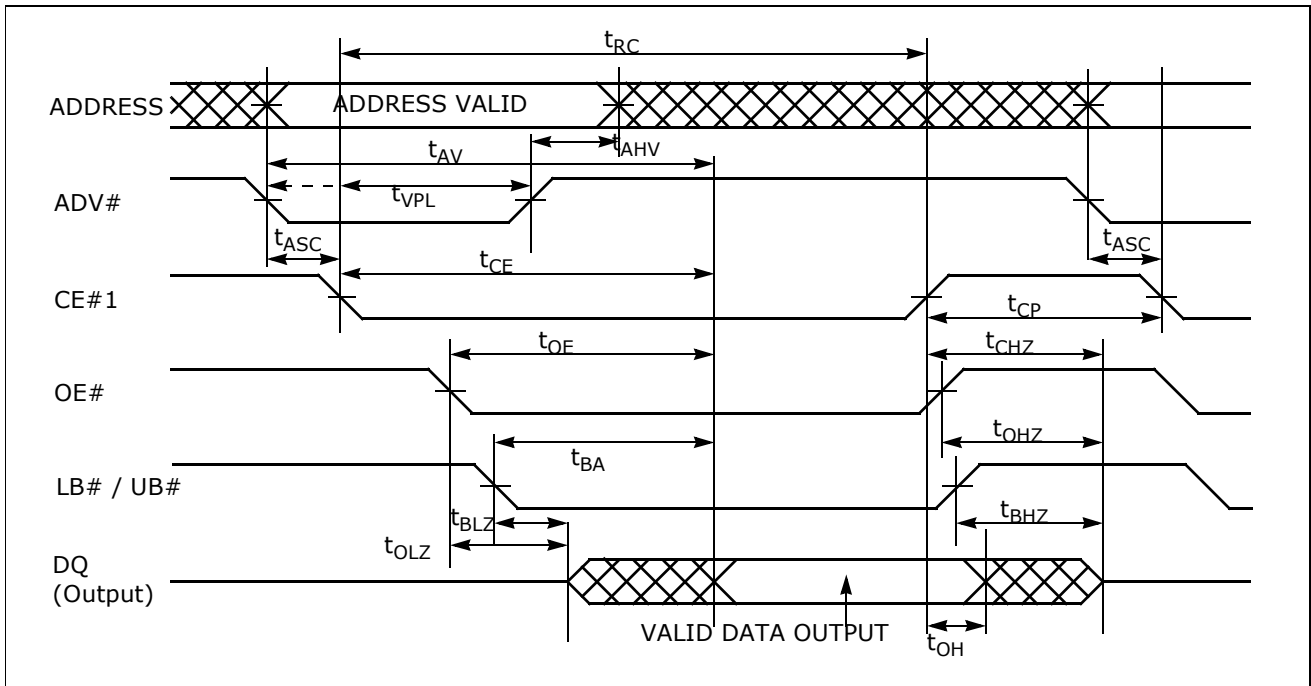 tRC
ADDRESS
ADDRESS VALID
tAV
tAHV
ADV#
tVPL
tASC
tASC
tCE
CE#1
tCP
tOE
tCHZ
OE#
tOHZ
tBA
LB# / UB#
tBLZ
tBHZ
tOLZ
DQ
(Output)
VALID DATA OUTPUT
tOH